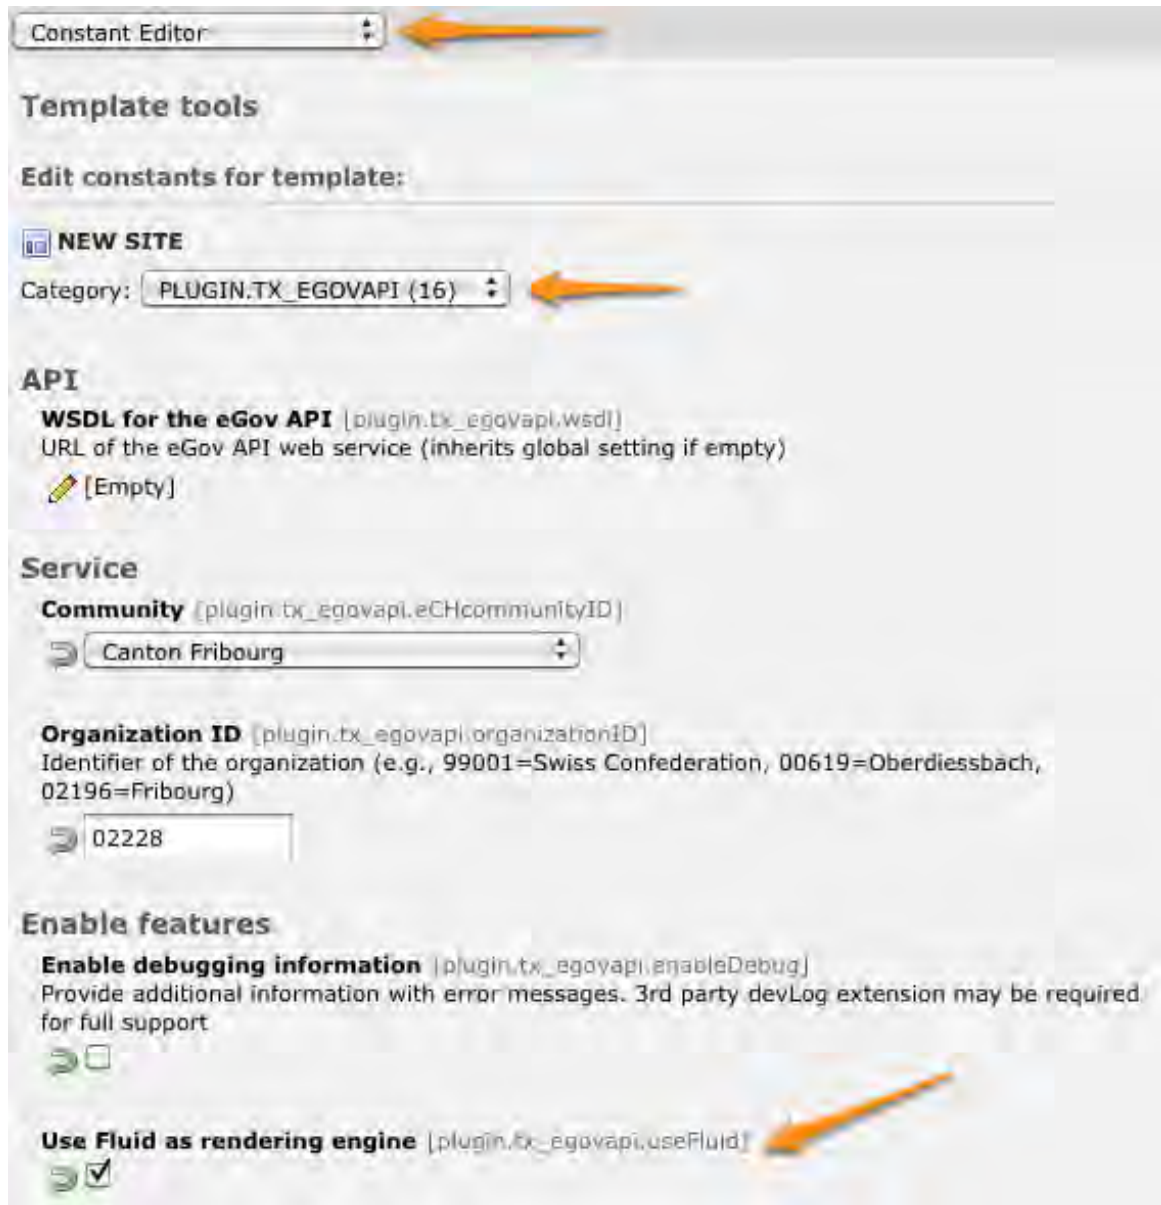 Constant Editor
Template tools
Edit constants for template:
NEW SITE
Category: PLUGIN.TX_EGOVAPI (16)
API
WSDL for the eGov API [plugin.tx_egovapi.wsdl]
URL of the eGov API web service (inherits global setting if empty)
[Empty]
Service
Community [plugin.tx_egovapi.eCHcommunityID]
Canton Fribourg
Organization ID [plugin.tx_egovapi.organizationID]
Identifier of the organization (e.g., 99001=Swiss Confederation, 00619=Oberdiessbach,
02196=Fribourg)
02228
Enable features
Enable debugging information [plugin.tx_egovapi.enableDebug]
Provide additional information with error messages. 3rd party devLog extension may be required
for full support
Use Fluid as rendering engine [plugin.tx_egovapi.useFluid]